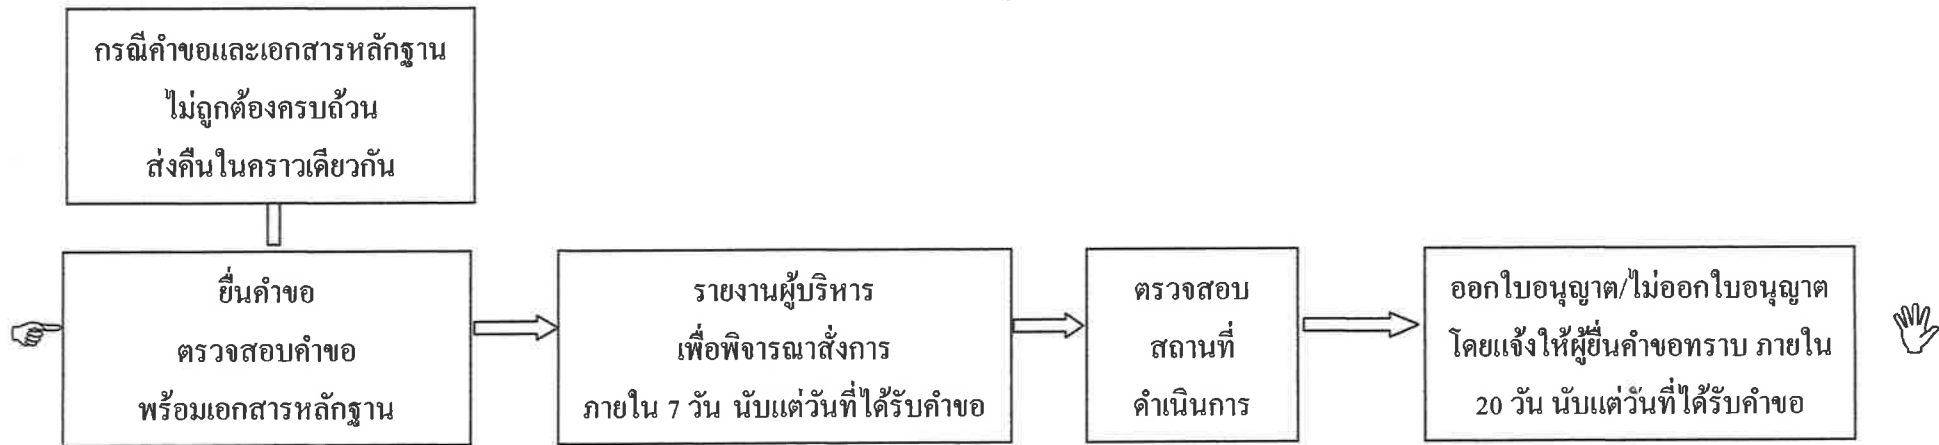 กรณีคำขอและเอกสารหลักฐาน
ไม่ถูกต้องครบถ้วน
ส่งคืนในคราวเดียวกัน
ยื่นคำขอ
ตรวจสอบคำขอ
พร้อมเอกสารหลักฐาน
รายงานผู้บริหาร
เพื่อพิจารณาสั่งการ
ภายใน 7 วัน นับแต่วันที่ได้รับคำขอ
ตรวจสอบ
สถานที่
ดำเนินการ
ออกใบอนุญาต/ไม่ออกใบอนุญาต
โดยแจ้งให้ผู้ยื่นคำขอทราบ ภายใน
20 วัน นับแต่วันที่ได้รับคำขอ